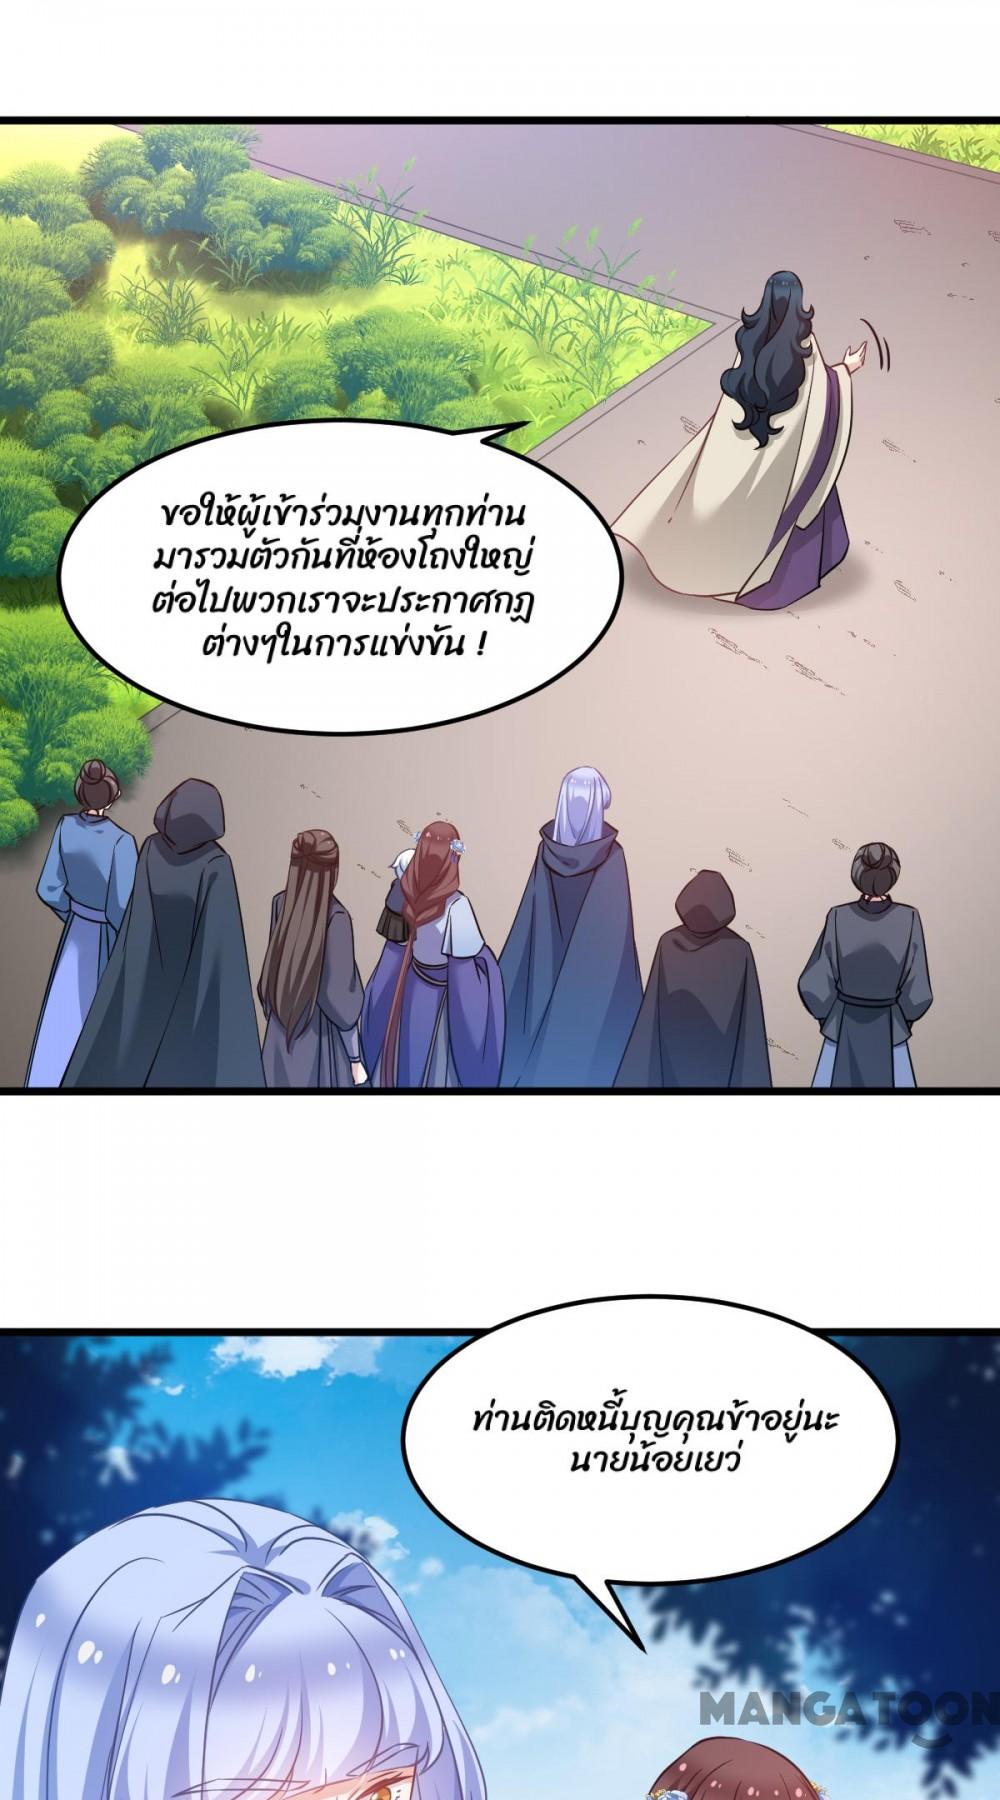 ขอให้ผู้เข้าร่วมงานทุกท่าน
มารวมตัวกันที่ห้องโถงใหญ่
ต่อไปพวกเราจะประกาศกฎ
ต่างๆในการแข่งขัน !
ท่านติดหนี้บุญคุณข้าอยู่นะ
นายน้อยเยว่
MANGATOON